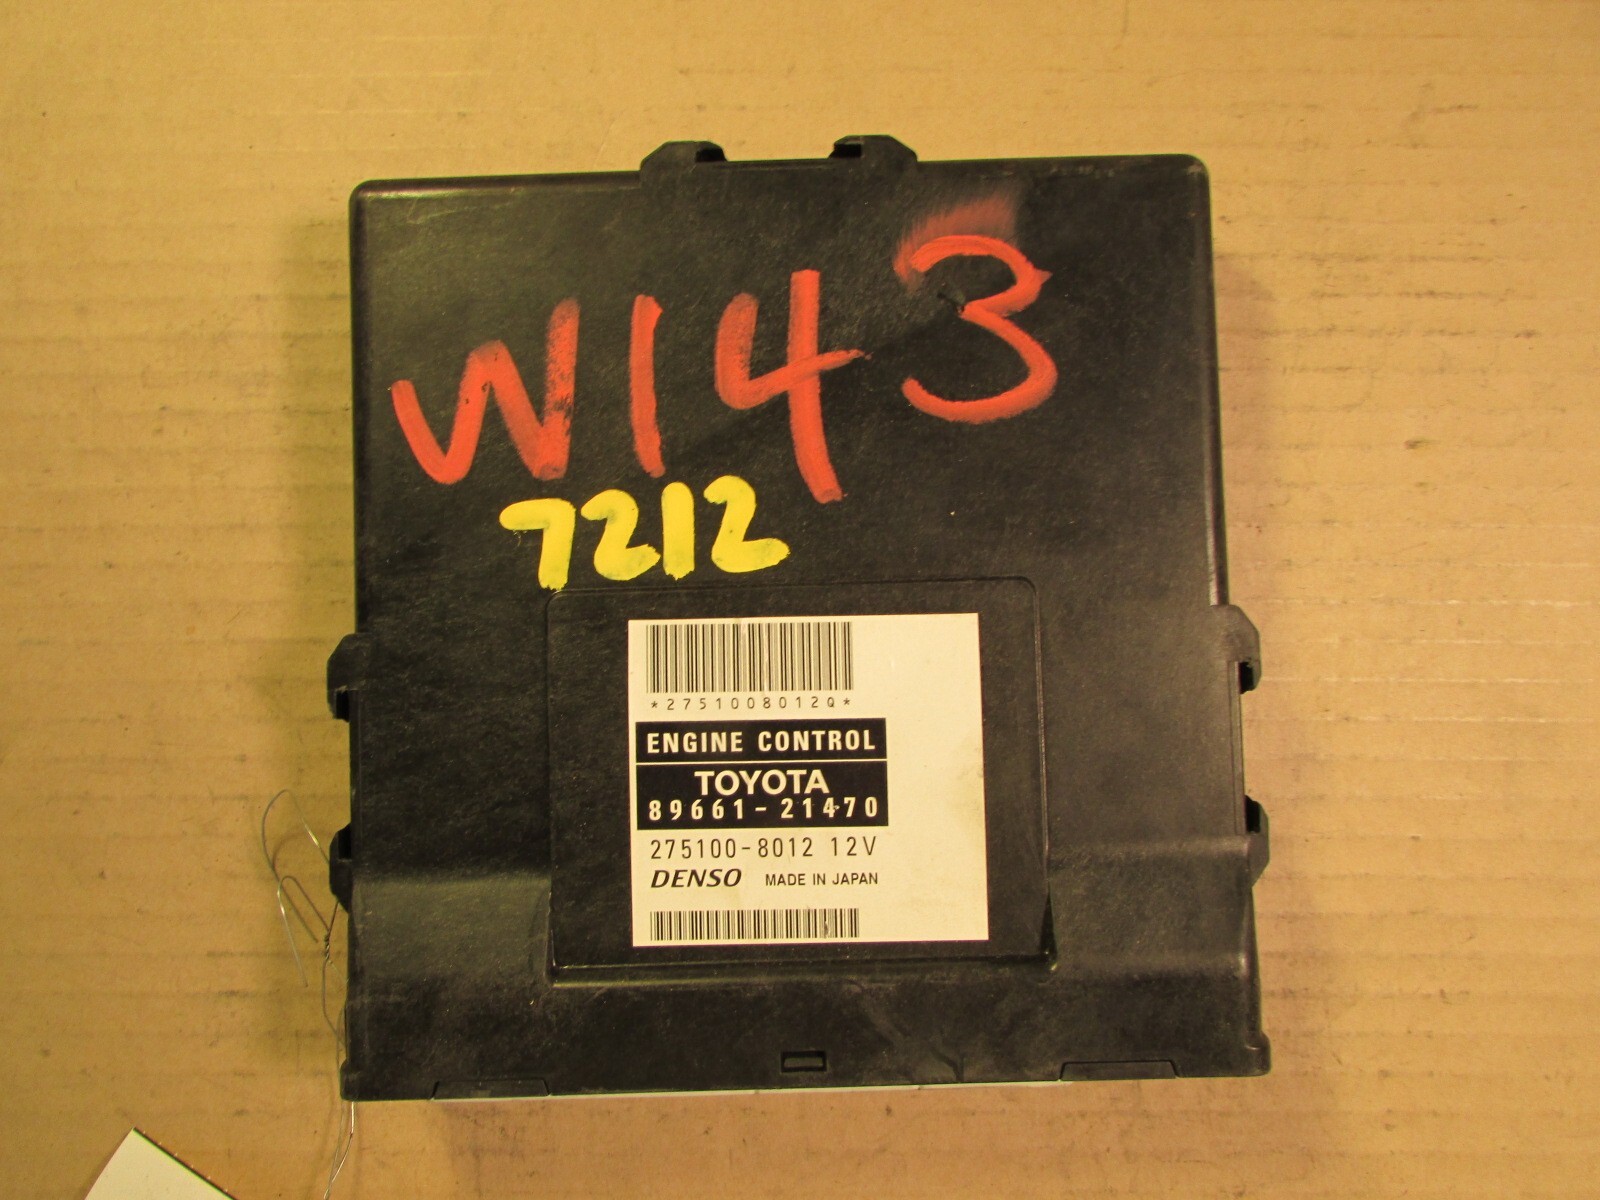 W143
7212
*2751008012Q*
ENGINE CONTROL
TOYOTA
89661-21470
275100-8012 12V
DENSO MADE IN JAPAN